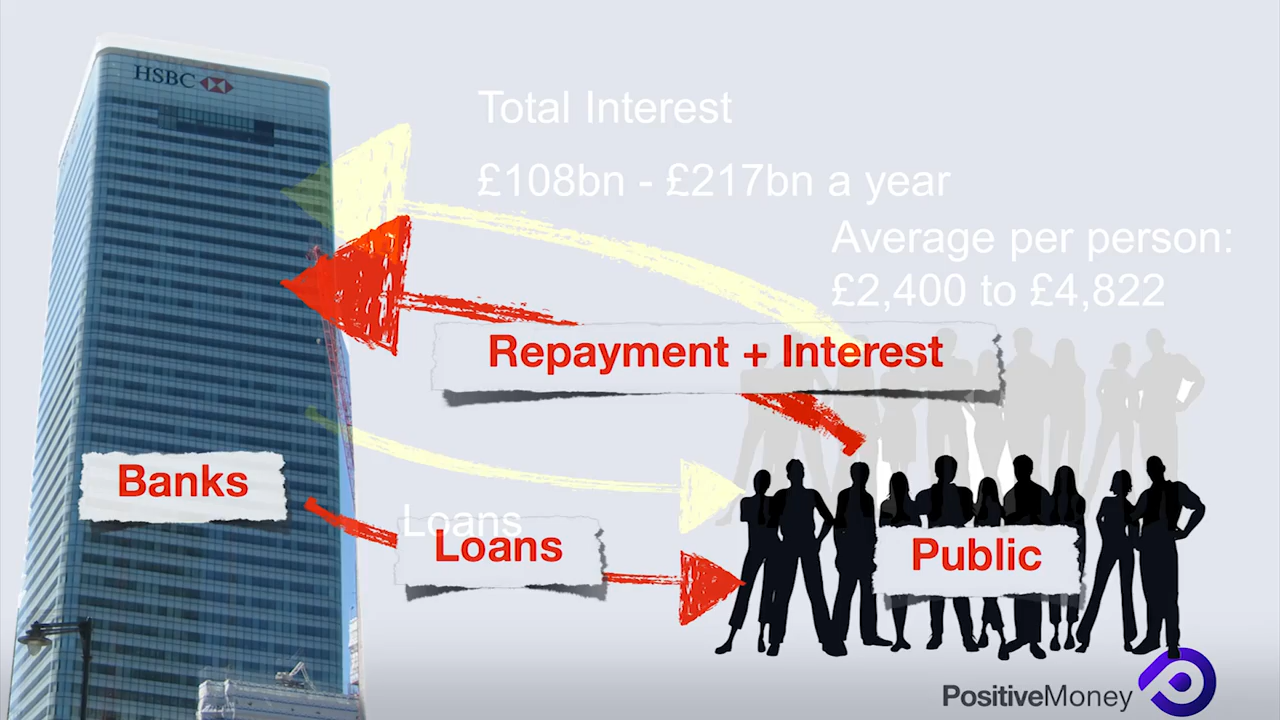 HSBC
Total Interest
£108bn - £217bn a year
Average per person:
£2,400 to £4,822
Repayment + Interest
Banks
Loans
Loans
Public
PositiveMoney